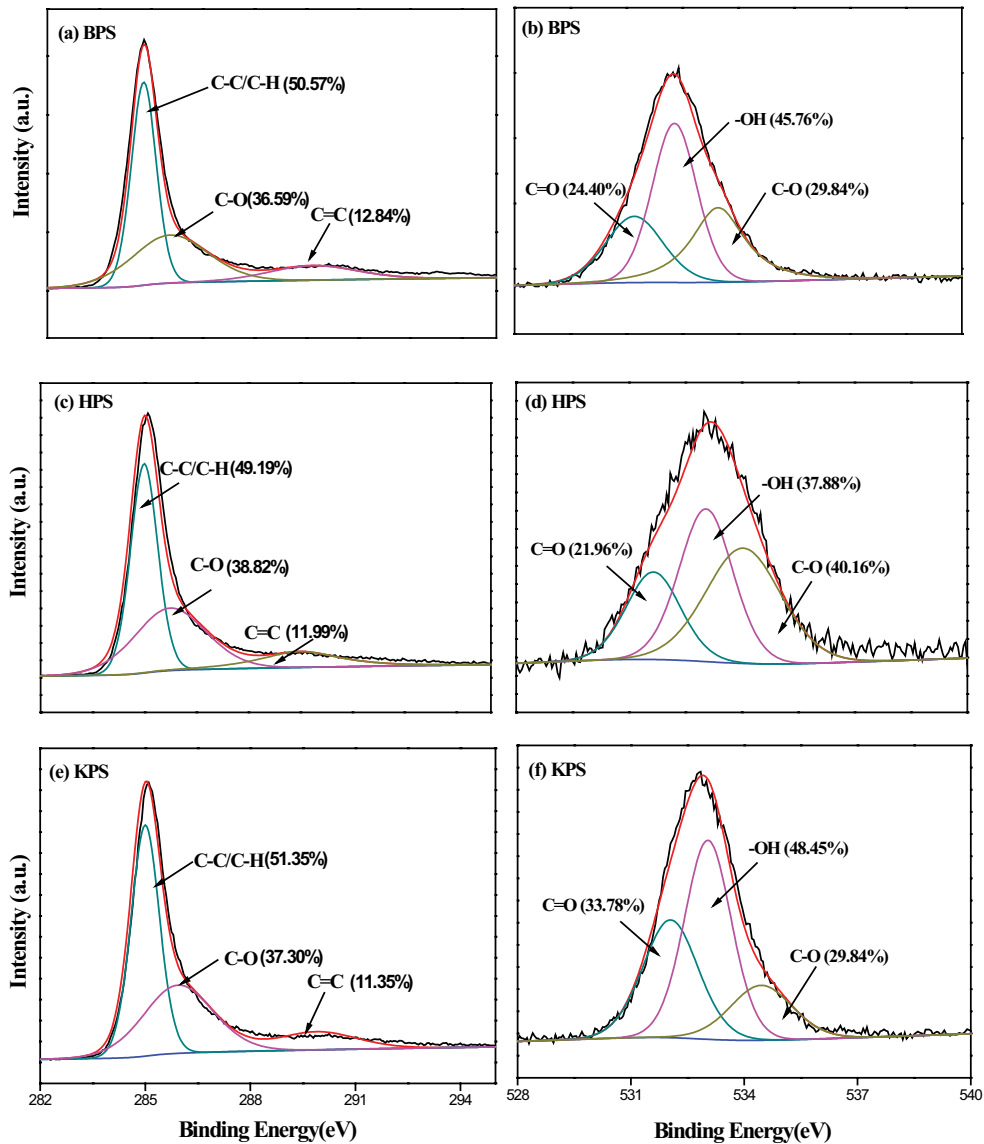 (a) BPS
C-C/C-H (50.57%)
C-O(36.59%)
C=C (12.84%)
Intensity (a.u.)
(b) BPS
-OH (45.76%)
C=O (24.40%)
C-O (29.84%)
(c) HPS
C-C/C-H (49.19%)
C-O (38.82%)
C=C (11.99%)
Intensity (a.u.)
(d) HPS
-OH (37.88%)
C=O (21.96%)
C-O (40.16%)
(e) KPS
C-C/C-H (51.35%)
C-O (37.30%)
C=C (11.35%)
Intensity (a.u.)
282 285 288 291 294
Binding Energy(eV)
(f) KPS
-OH (48.45%)
C=O (33.78%)
C-O (29.84%)
528 531 534 537 540
Binding Energy(eV)